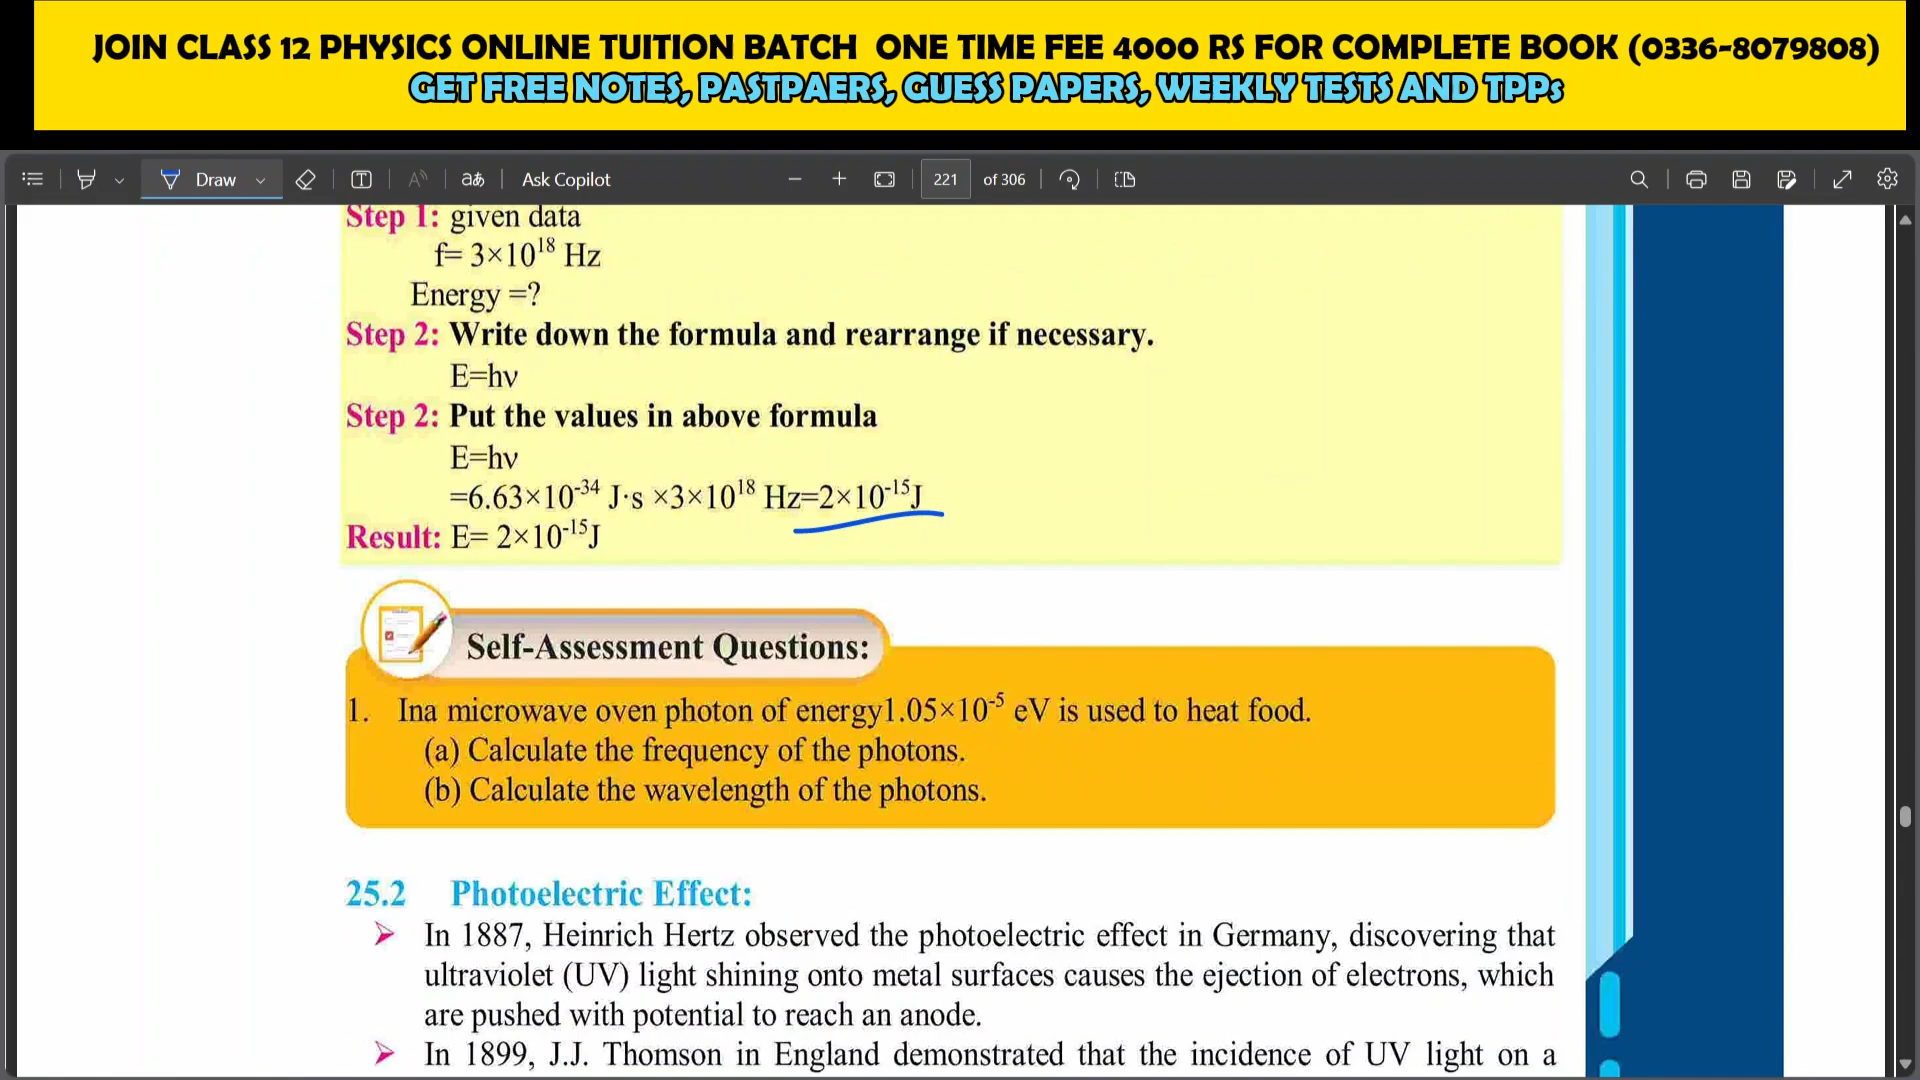 JOIN CLASS 12 PHYSICS ONLINE TUITION BATCH ONE TIME FEE 4000 RS FOR COMPLETE BOOK (0336-8079808)
GET FREE NOTES, PASTPAERS, GUESS PAPERS, WEEKLY TESTS AND TPPs
Draw
aあ
Ask Copilot
221 of 306
Step 1: given data
f= 3×10¹⁸ Hz
Energy =?
Step 2: Write down the formula and rearrange if necessary.
E=hν
Step 2: Put the values in above formula
E=hν
=6.63×10⁻³⁴ J·s ×3×10¹⁸ Hz=2×10⁻¹⁵J
Result: E= 2×10⁻¹⁵J
Self-Assessment Questions:
1. Ina microwave oven photon of energy1.05×10⁻⁵ eV is used to heat food.
(a) Calculate the frequency of the photons.
(b) Calculate the wavelength of the photons.
25.2 Photoelectric Effect:
➢ In 1887, Heinrich Hertz observed the photoelectric effect in Germany, discovering that
ultraviolet (UV) light shining onto metal surfaces causes the ejection of electrons, which
are pushed with potential to reach an anode.
➢ In 1899, J.J. Thomson in England demonstrated that the incidence of UV light on a